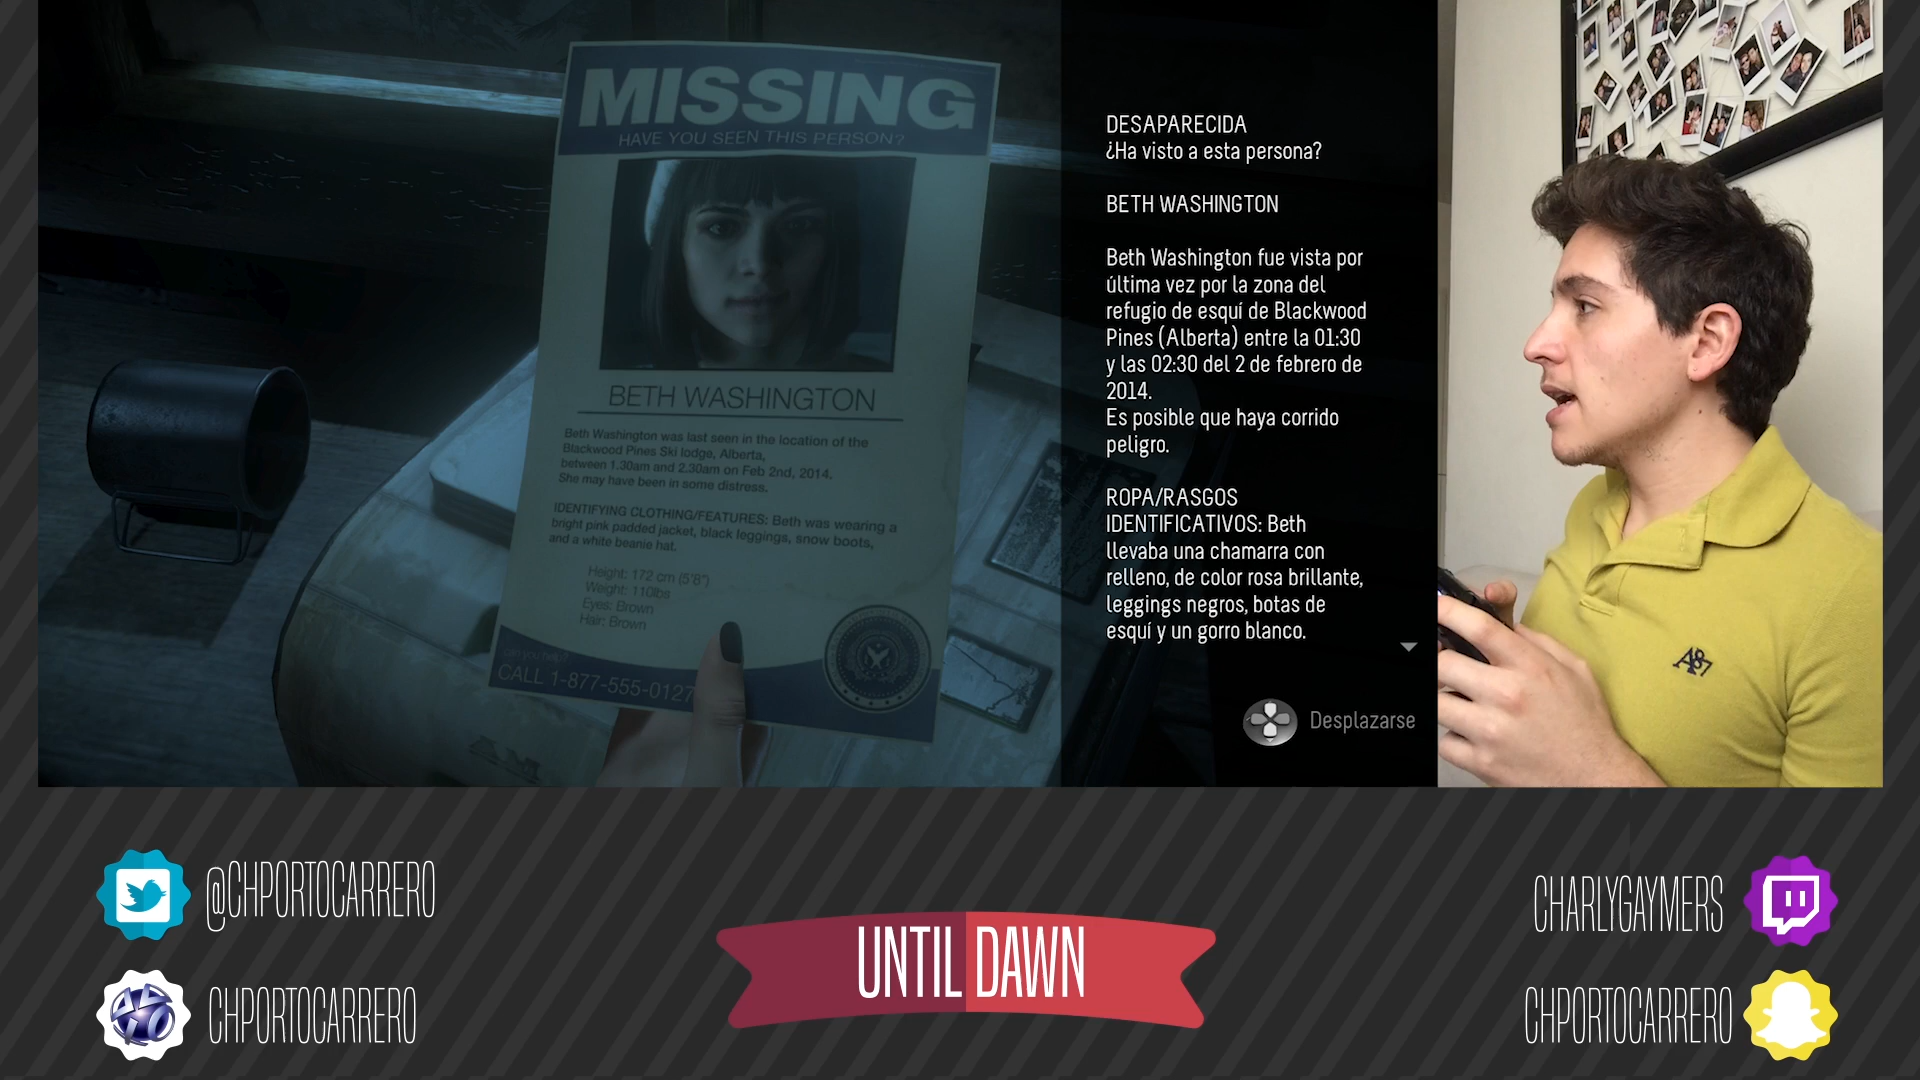 MISSING
HAVE YOU SEEN THIS PERSON?
BETH WASHINGTON
Beth Washington was last seen in the location of the
Blackwood Pines Ski lodge, Alberta,
between 1.30am and 2.30am on Feb 2nd, 2014.
She may have been in some distress.
IDENTIFYING CLOTHING/FEATURES: Beth was wearing a
bright pink padded jacket, black leggings, snow boots,
and a white beanie hat.
Height: 172 cm (5'8")
Weight: 110lbs
Eyes: Brown
Hair: Brown
can you help?
CALL 1-877-555-0127
DESAPARECIDA
¿Ha visto a esta persona?
BETH WASHINGTON
Beth Washington fue vista por
última vez por la zona del
refugio de esquí de Blackwood
Pines (Alberta) entre la 01:30
y las 02:30 del 2 de febrero de
2014.
Es posible que haya corrido
peligro.
ROPA/RASGOS
IDENTIFICATIVOS: Beth
llevaba una chamarra con
relleno, de color rosa brillante,
leggings negros, botas de
esquí y un gorro blanco.
Desplazarse
A87
@CHPORTOCARRERO
CHPORTOCARRERO
UNTIL DAWN
CHARLYGAYMERS
CHPORTOCARRERO